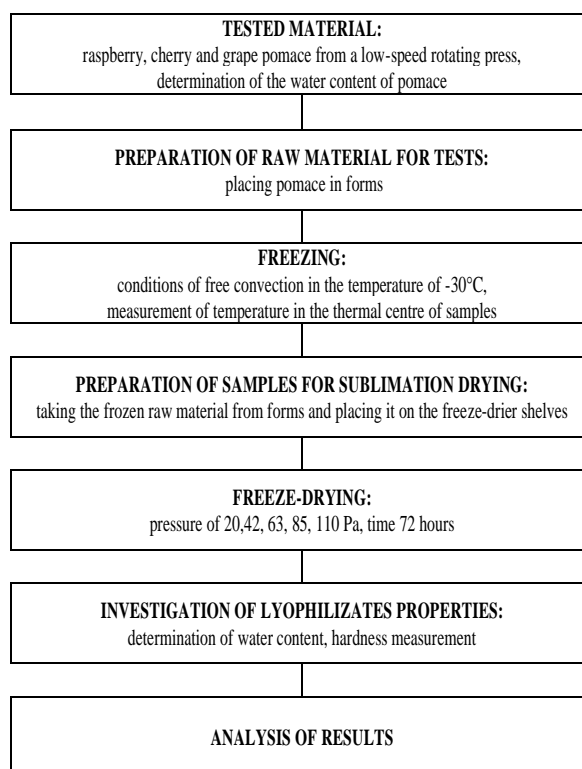 TESTED MATERIAL:
raspberry, cherry and grape pomace from a low-speed rotating press,
determination of the water content of pomace
PREPARATION OF RAW MATERIAL FOR TESTS:
placing pomace in forms
FREEZING:
conditions of free convection in the temperature of -30°C,
measurement of temperature in the thermal centre of samples
PREPARATION OF SAMPLES FOR SUBLIMATION DRYING:
taking the frozen raw material from forms and placing it on the freeze-drier shelves
FREEZE-DRYING:
pressure of 20,42, 63, 85, 110 Pa, time 72 hours
INVESTIGATION OF LYOPHILIZATES PROPERTIES:
determination of water content, hardness measurement
ANALYSIS OF RESULTS